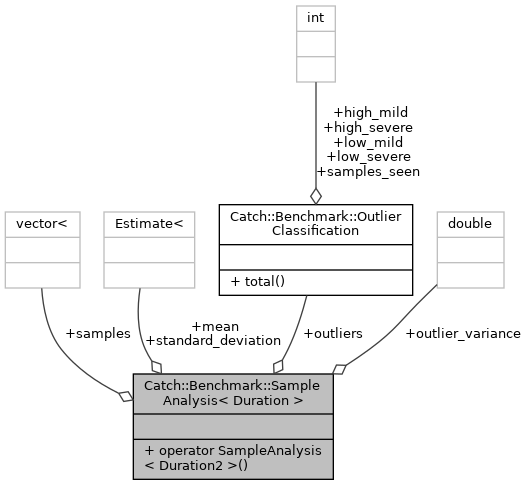 int
+high_mild
+high_severe
+low_mild
+low_severe
+samples_seen
vector<
Estimate<
Catch::Benchmark::Outlier
Classification
+ total()
double
+samples
+mean
+standard_deviation
+outliers
+outlier_variance
Catch::Benchmark::Sample
Analysis< Duration >
+ operator SampleAnalysis
< Duration2 >()